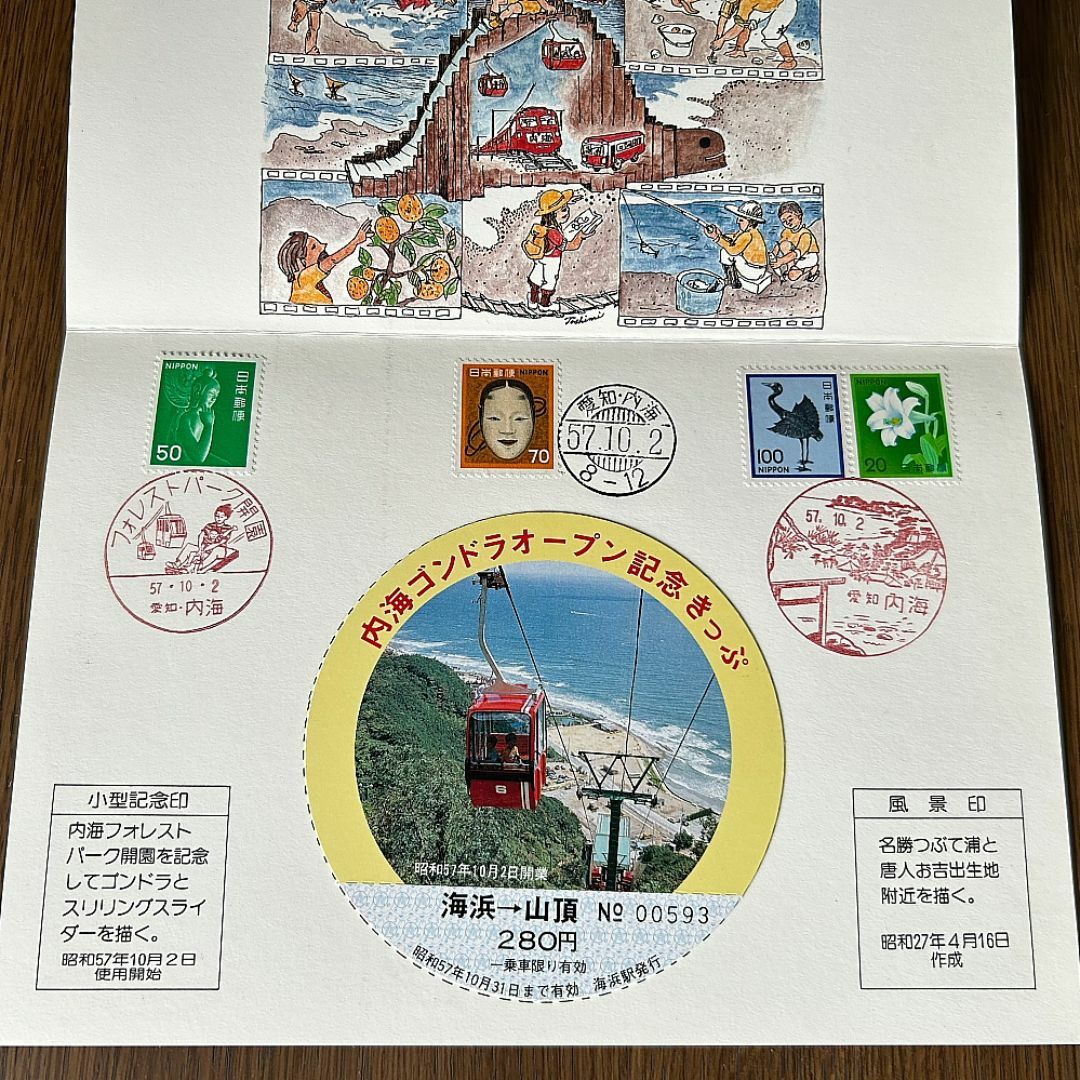 内海
Toshimi
NIPPON
日本郵便
50
日本郵便 NIPPON
70
愛知・内海
57.10.2
8-12
日本郵便
100
NIPPON
NIPPON
20
日本郵便
フォレストパーク開園
57・10・2
愛知・内海
57.10.2
愛知 内海
内海ゴンドラオープン記念きっぷ
6
昭和57年10月2日開業
海浜→山頂 No 00593
280円
一乗車限り有効
昭和57年10月31日まで有効 海浜駅発行
小型記念印
内海フォレスト
パーク開園を記念
してゴンドラと
スリリングスライ
ダーを描く。
昭和57年10月2日
使用開始
風景印
名勝つぶて浦と
唐人お吉出生地
附近を描く。
昭和27年4月16日
作成